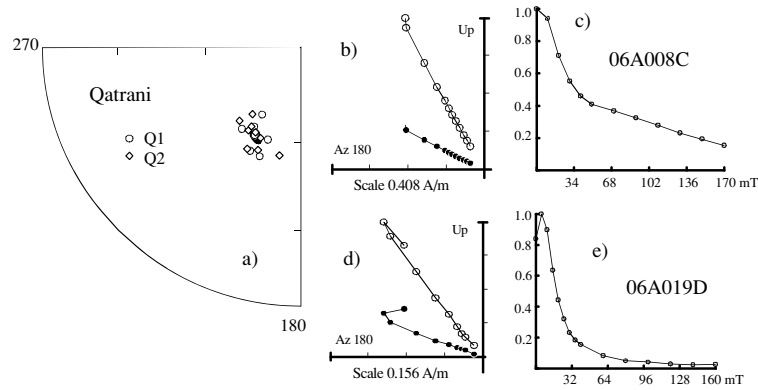 270
Qatrani
Q1
Q2
a)
180
b)
Up
Az 180
Scale 0.408 A/m
c)
06A008C
1.0
0.8
0.6
0.4
0.2
34 68 102 136 170 mT
d)
Up
Az 180
Scale 0.156 A/m
e)
06A019D
1.0
0.8
0.6
0.4
0.2
32 64 96 128 160 mT